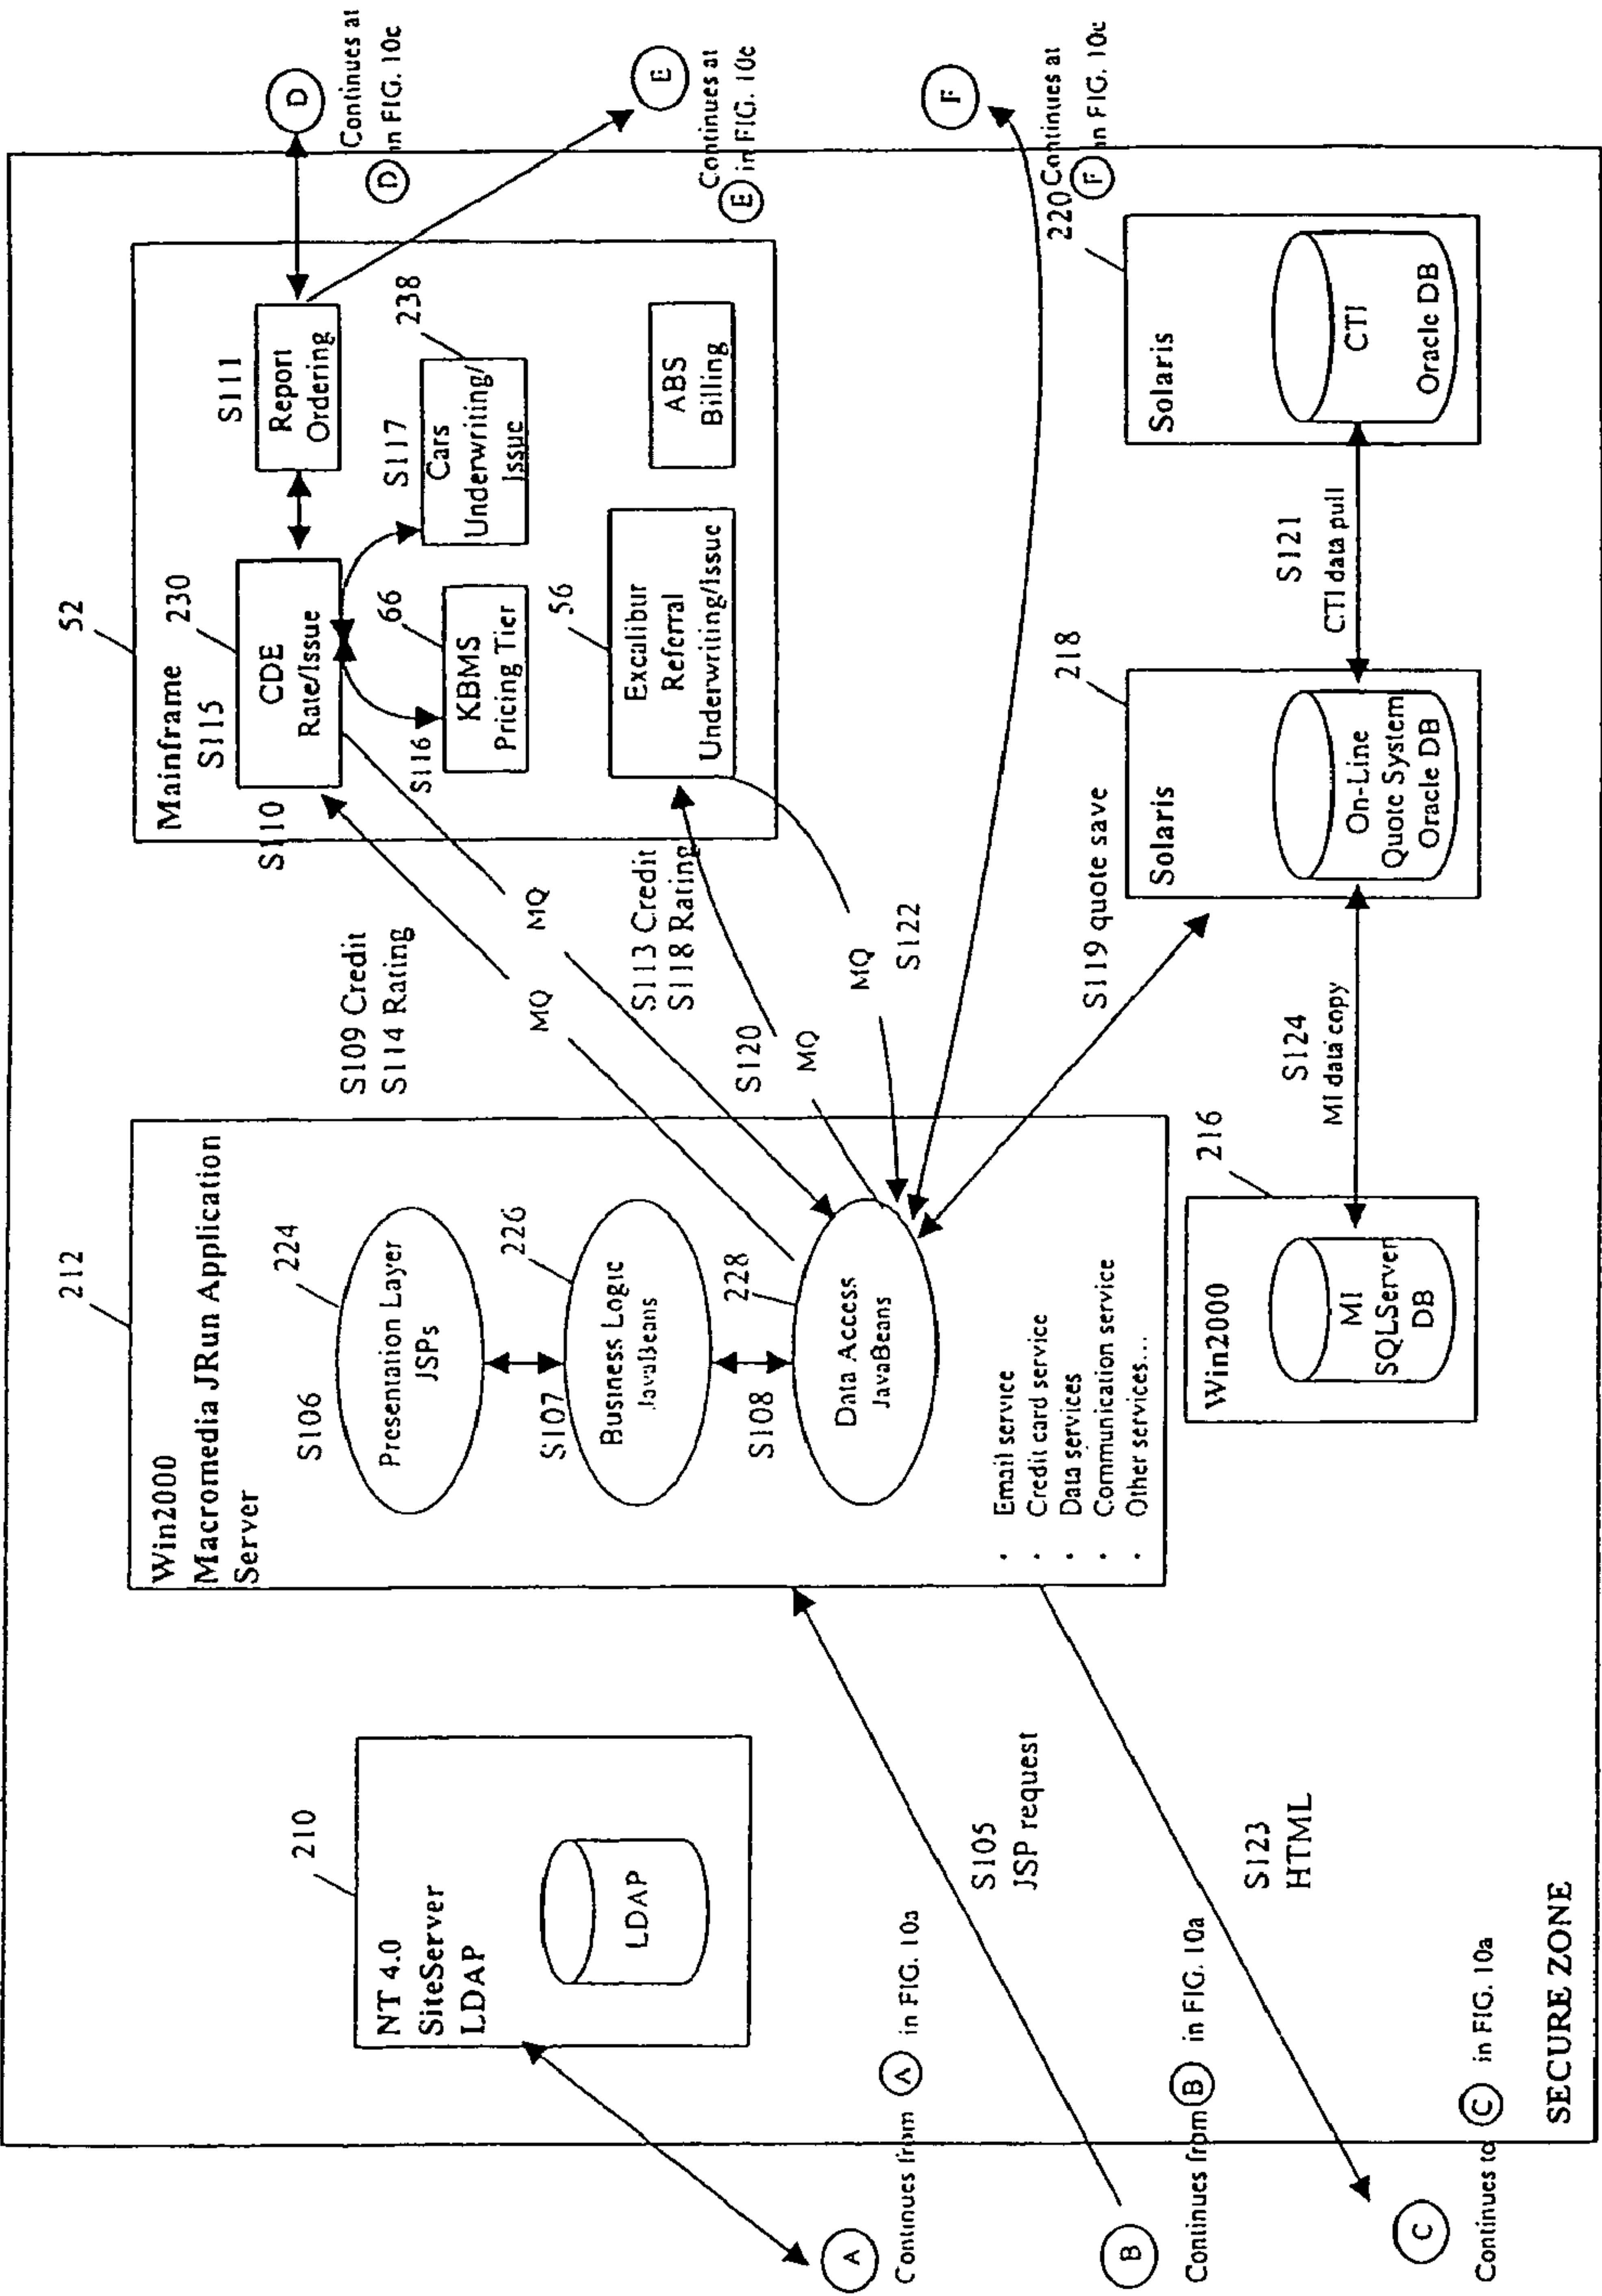 NT 4.0
SiteServer
LDAP
LDAP
210
A
Continues from A in FIG. 10a
S105
JSP request
B
Continues from B in FIG. 10a
S123
HTML
C
Continues to C in FIG. 10a
SECURE ZONE
212
Win2000
Macromedia JRun Application
Server
S106
224
Presentation Layer
JSPs
S107
226
Business Logic
JavaBeans
S108
228
Data Access
JavaBeans
· Email service
· Credit card service
· Data services
· Communication service
· Other services...
Win2000
216
MI
SQLServer
DB
S109 Credit
S114 Rating
MQ
MQ
S113 Credit
S118 Rating
S120
MQ
MQ
S122
S119 quote save
S124
MI data copy
52
Mainframe
S115
230
S110
CDE
Rate/Issue
S111
Report
Ordering
S117
238
Cars
Underwriting/
Issue
S116
66
KBMS
Pricing Tier
56
Excalibur
Referral
Underwriting/Issue
ABS
Billing
218
Solaris
On-Line
Quote System
Oracle DB
S121
CTI data pull
220
Solaris
CTI
Oracle DB
D
Continues at
D in FIG. 10c
E
Continues at
E in FIG. 10c
F
Continues at
F in FIG. 10c